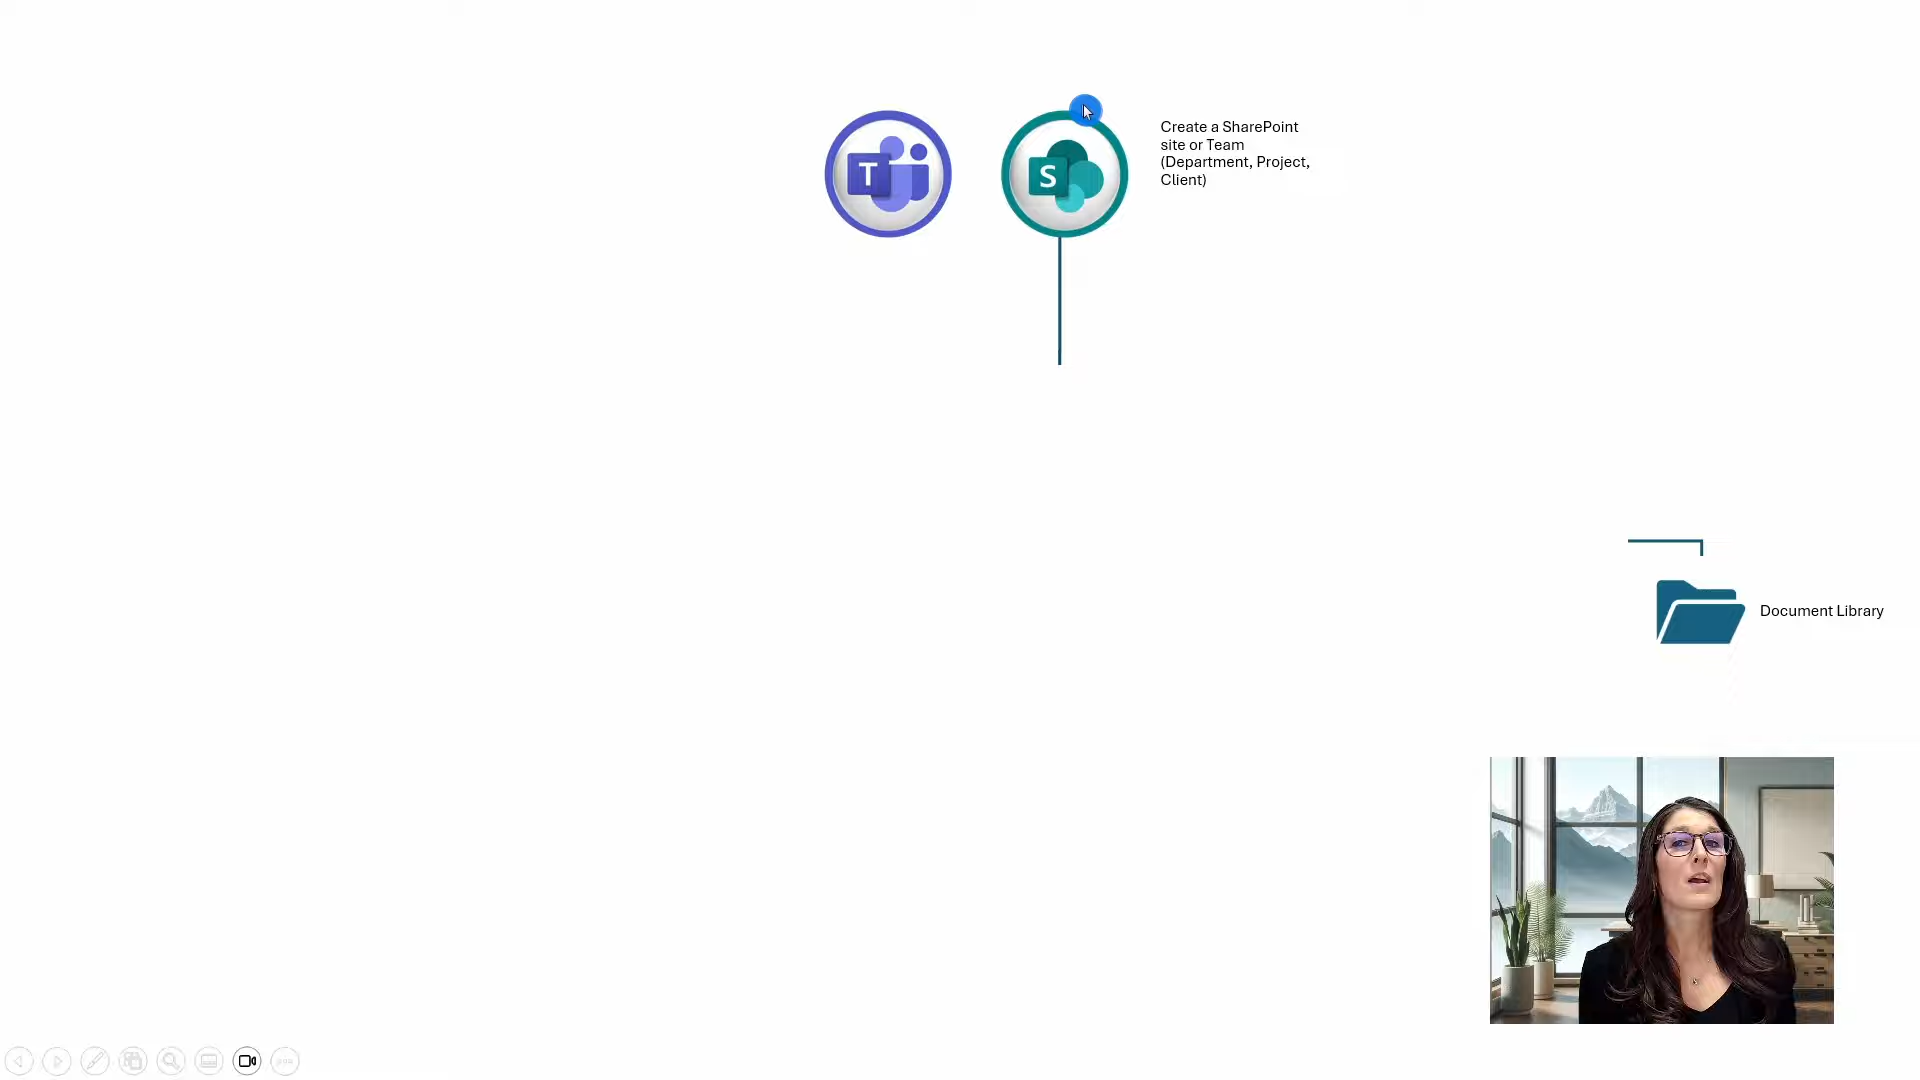 T
S
Create a SharePoint
site or Team
(Department, Project,
Client)
Document Library